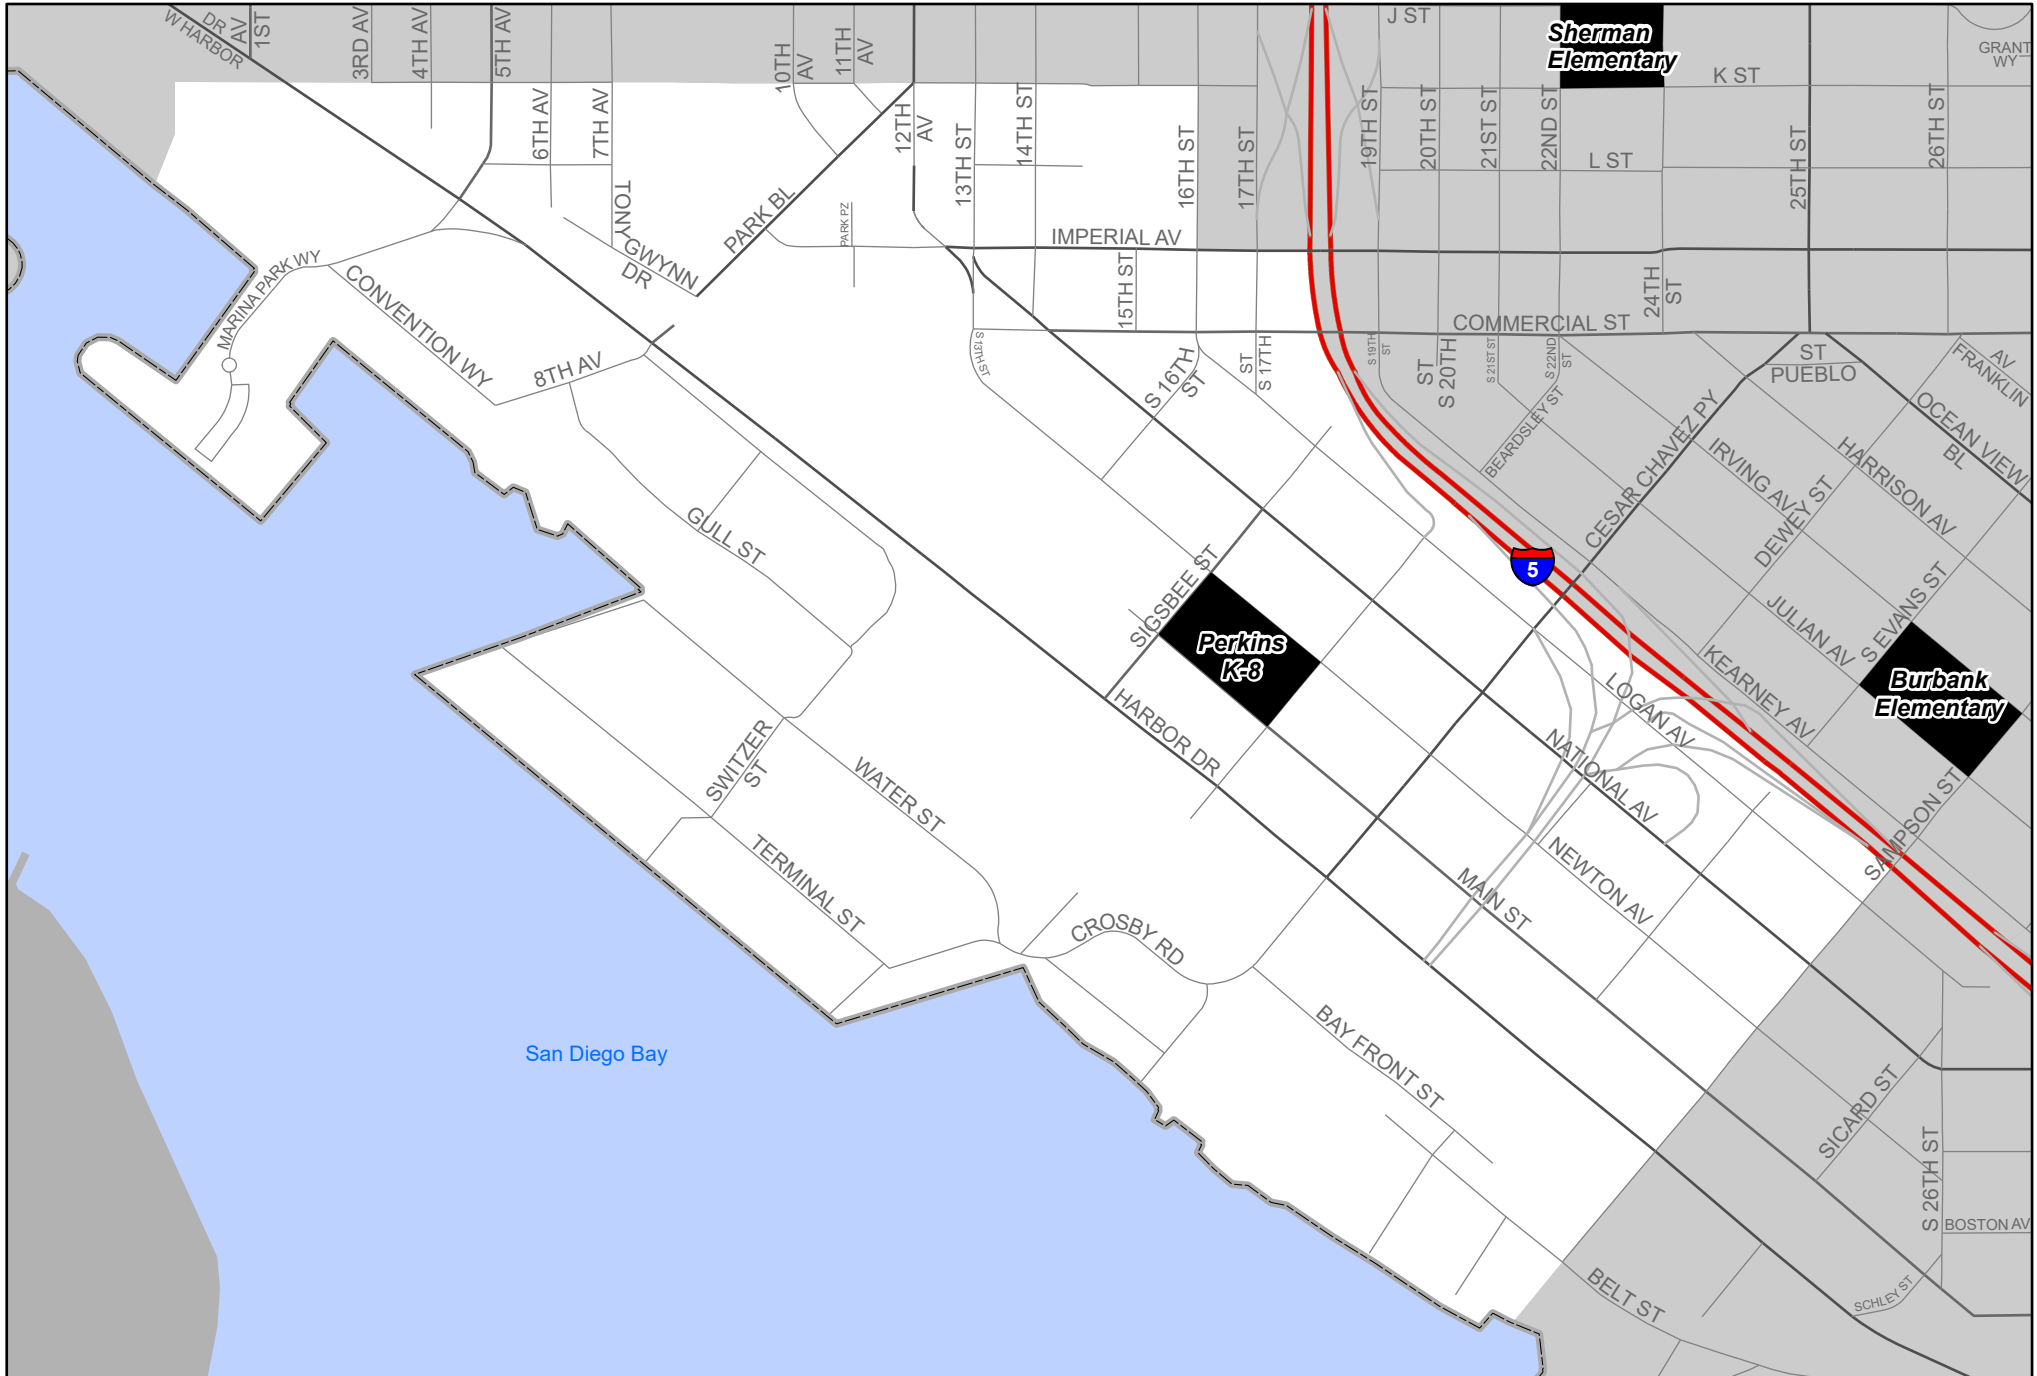 W HARBOR
DR
1ST
AV
3RD AV
4TH AV
5TH AV
6TH AV
7TH AV
10TH
AV
11TH
AV
12TH
AV
13TH ST
14TH ST
16TH ST
17TH ST
J ST
19TH ST
20TH ST
21ST ST
22ND ST
Sherman
Elementary
K ST
L ST
25TH ST
26TH ST
GRANT
WY
TONY
GWYNN
DR
PARK BL
PARK PZ
IMPERIAL AV
15TH ST
24TH
ST
COMMERCIAL ST
MARINA PARK WY
CONVENTION WY
8TH AV
S 13TH ST
S 16TH
ST
S 17TH
ST
S 19TH
ST
S 20TH
ST
S 21ST ST
S 22ND
ST
BEARDSLEY ST
CESAR CHAVEZ PY
PUEBLO
ST
FRANKLIN
AV
OCEAN VIEW
BL
IRVING AV
HARRISON AV
DEWEY ST
GULL ST
SIGSBEE ST
5
JULIAN AV
S EVANS ST
Perkins
K-8
KEARNEY AV
Burbank
Elementary
HARBOR DR
LOGAN AV
NATIONAL AV
SWITZER
ST
WATER ST
TERMINAL ST
CROSBY RD
MAIN ST
NEWTON AV
SAMPSON ST
San Diego Bay
BAY FRONT ST
SICARD ST
S 26TH ST
BOSTON AV
BELT ST
SCHLEY ST